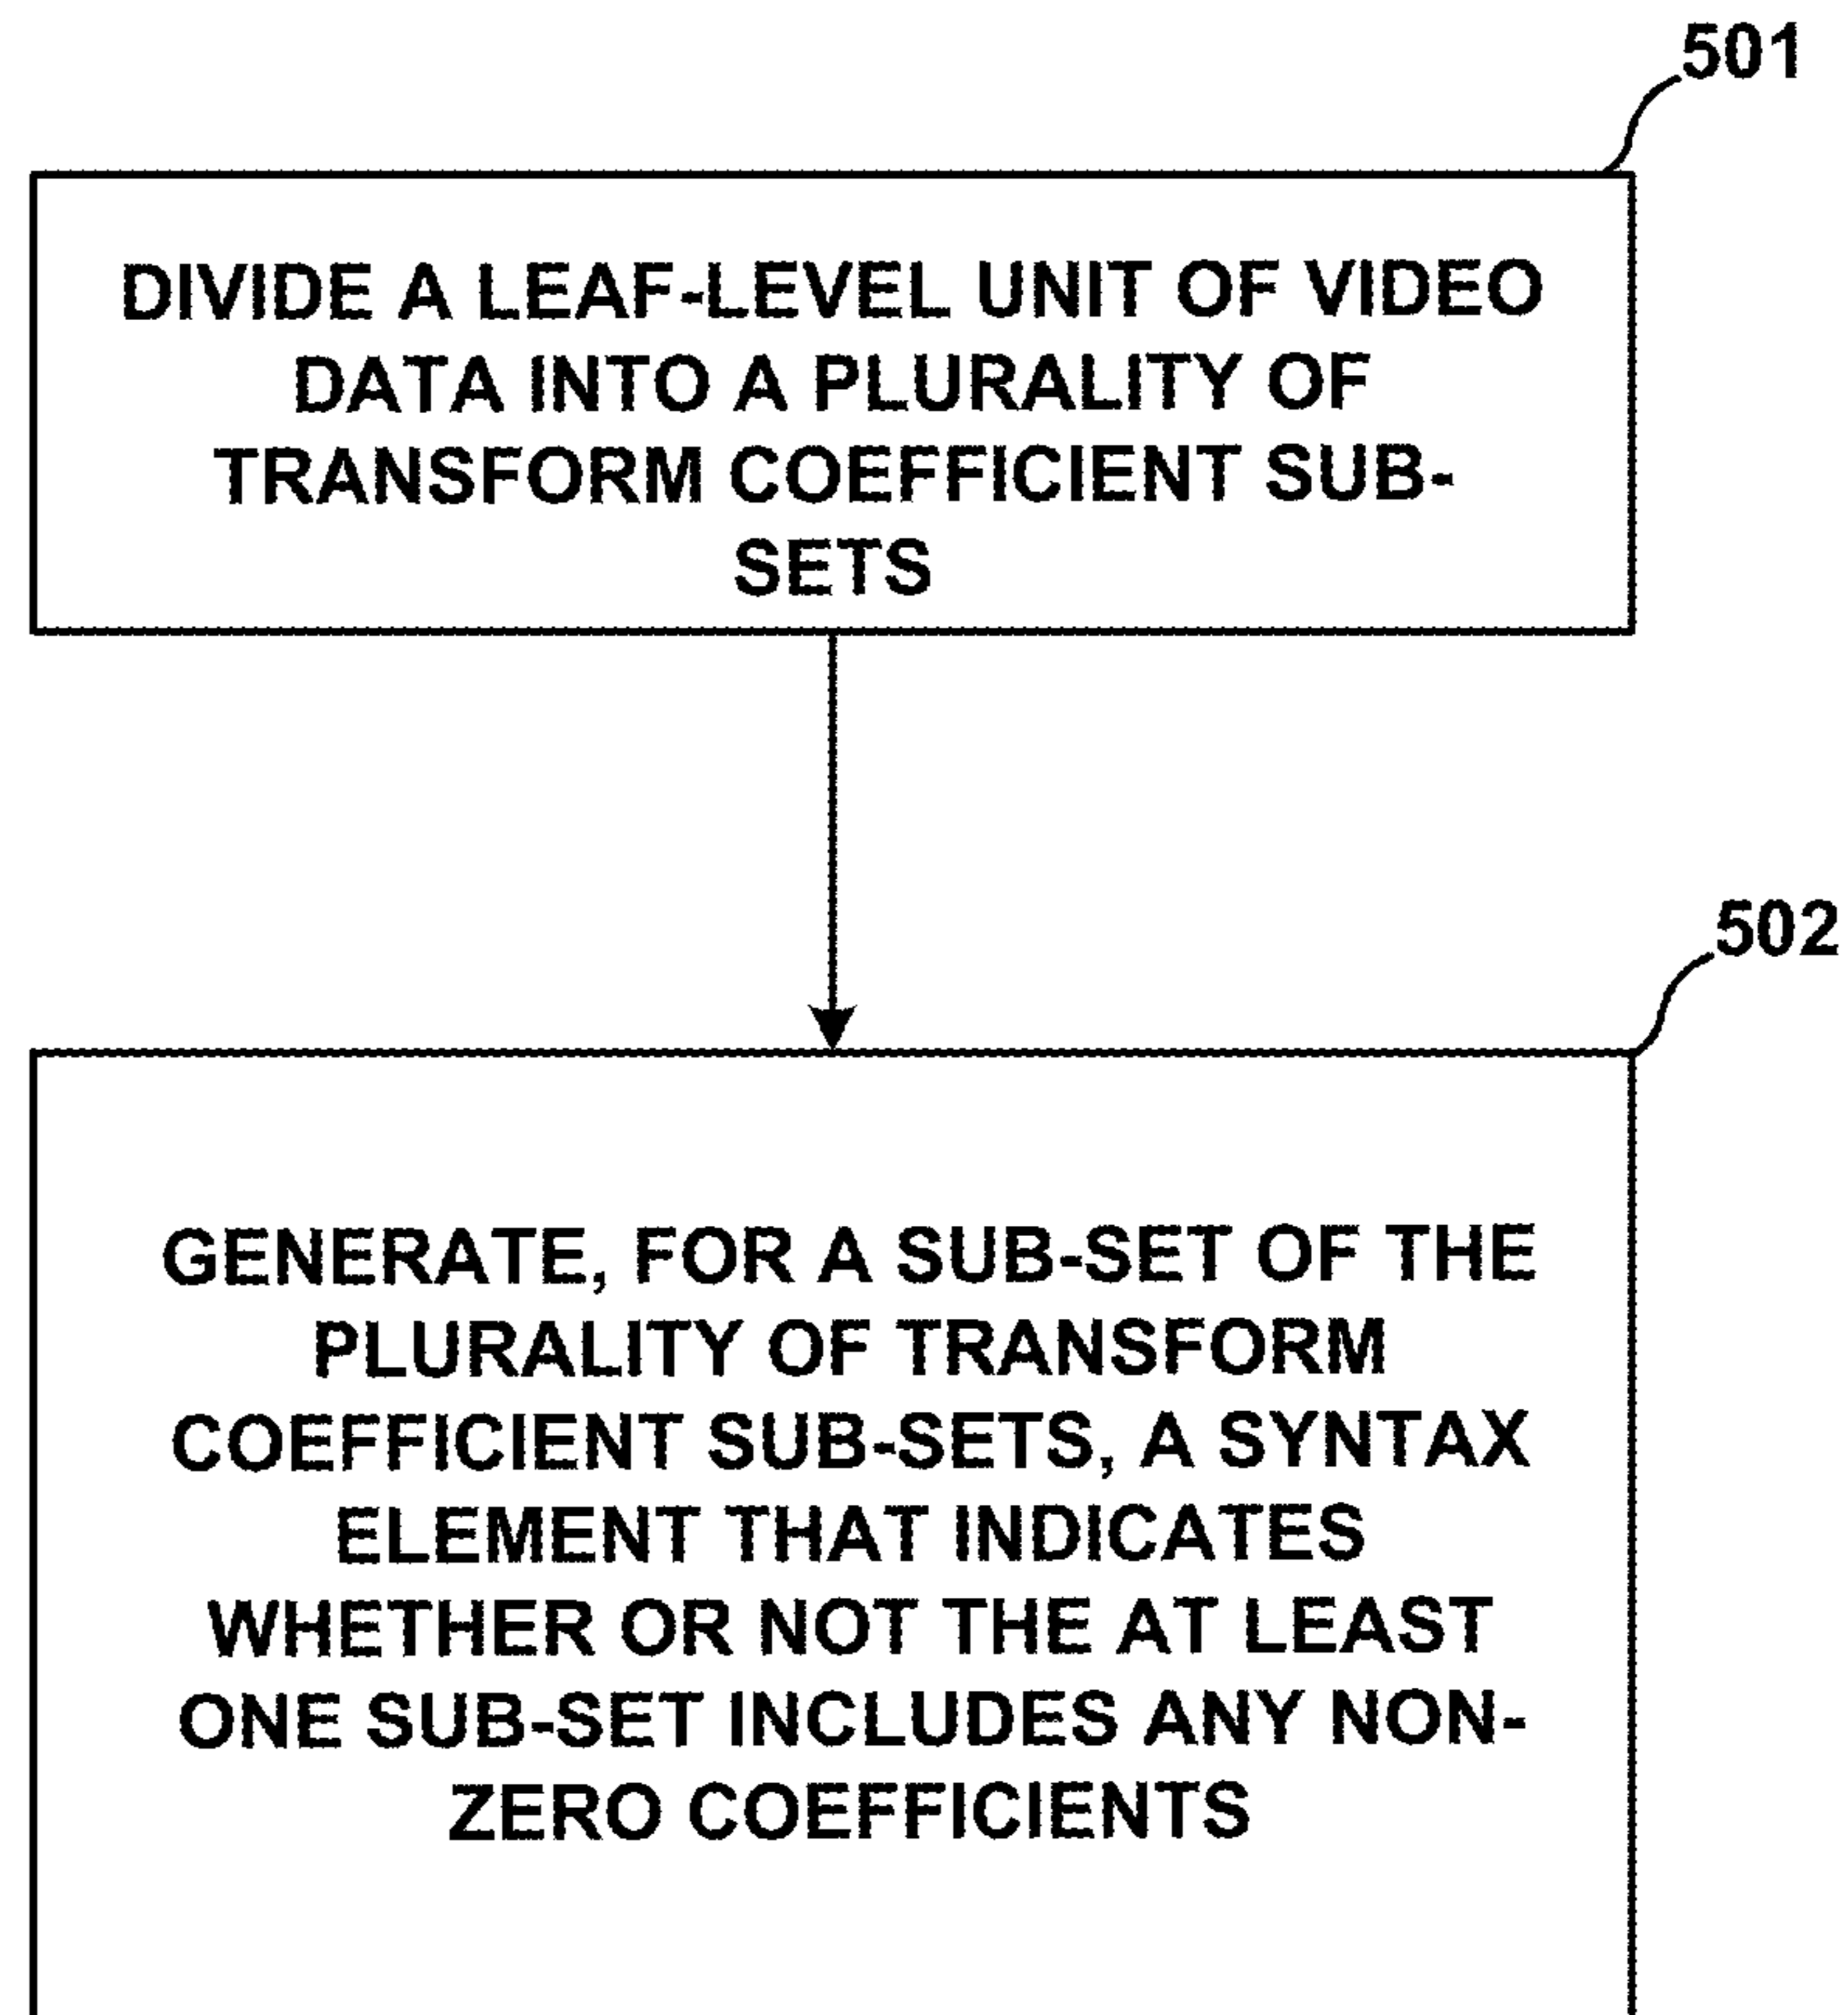 501
DIVIDE A LEAF-LEVEL UNIT OF VIDEO
DATA INTO A PLURALITY OF
TRANSFORM COEFFICIENT SUB-
SETS
502
GENERATE, FOR A SUB-SET OF THE
PLURALITY OF TRANSFORM
COEFFICIENT SUB-SETS, A SYNTAX
ELEMENT THAT INDICATES
WHETHER OR NOT THE AT LEAST
ONE SUB-SET INCLUDES ANY NON-
ZERO COEFFICIENTS